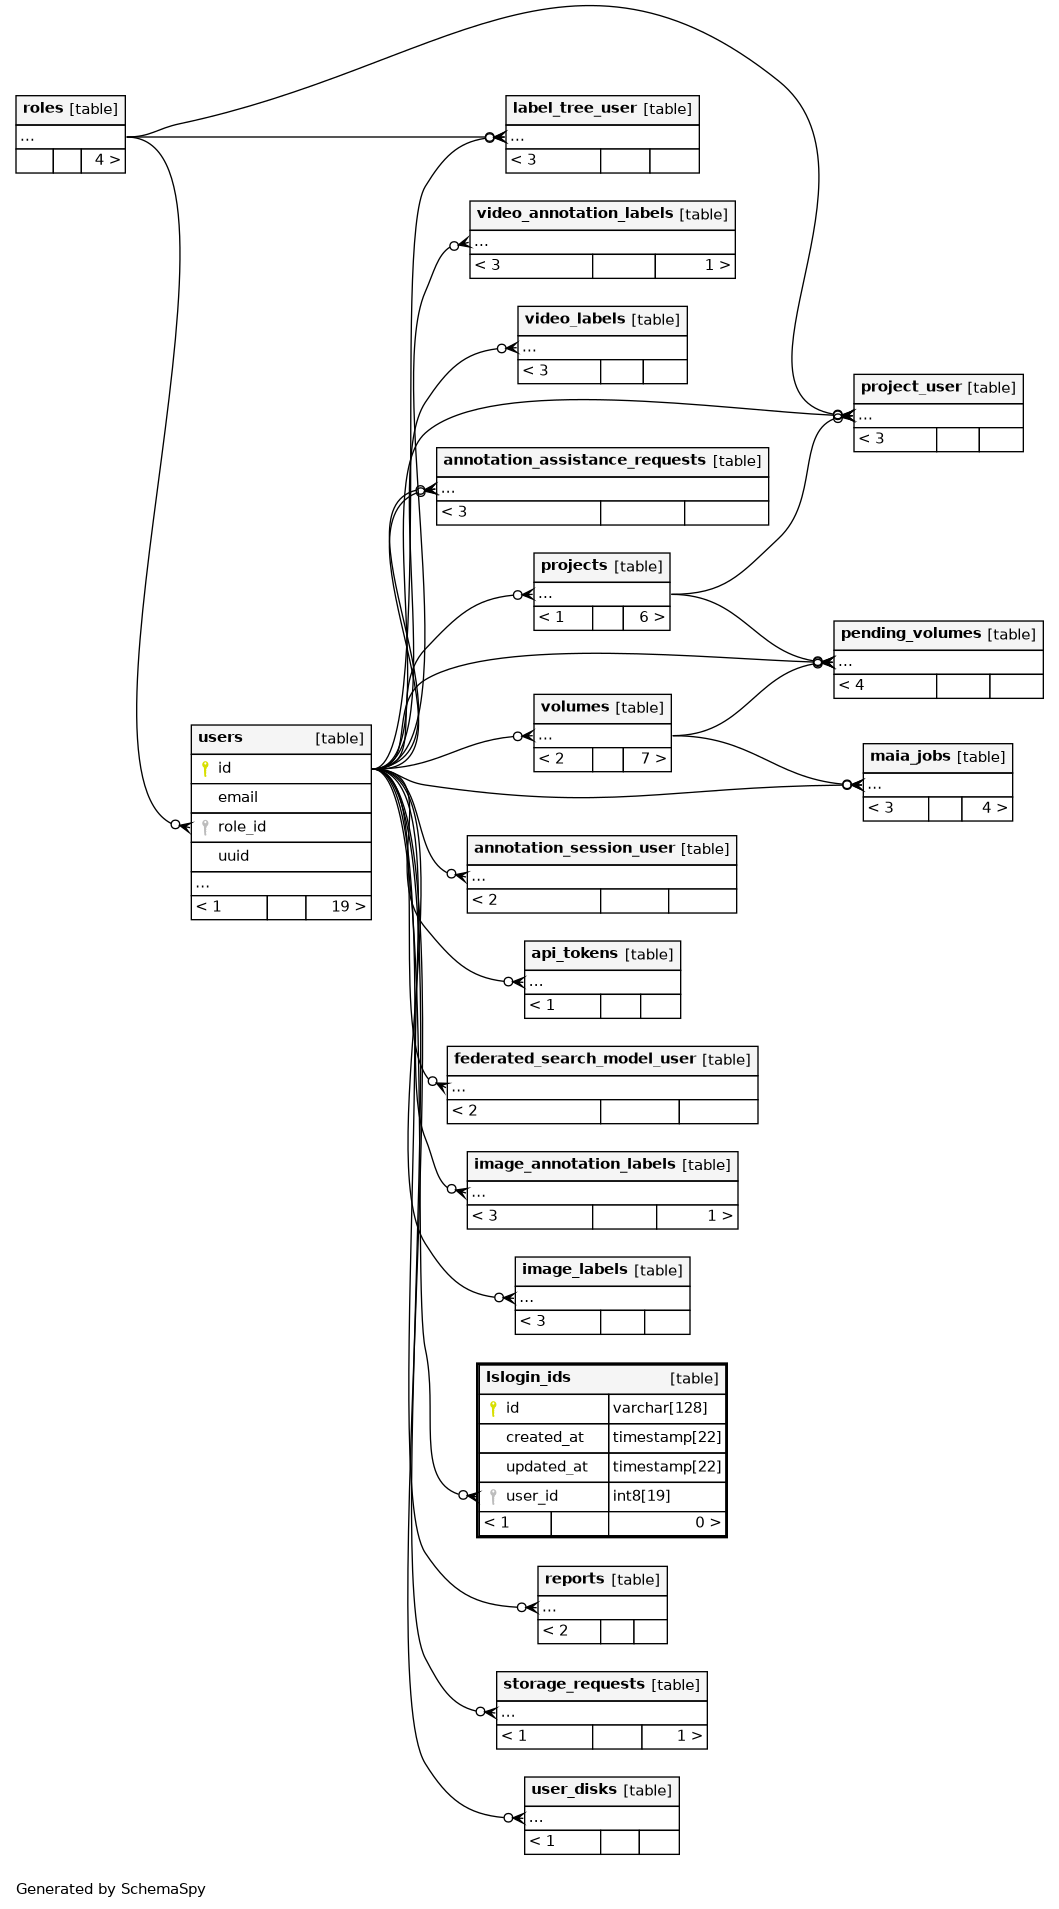 roles [table]
...
4 >
label_tree_user [table]
...
< 3
video_annotation_labels [table]
...
< 3 1 >
video_labels [table]
...
< 3
project_user [table]
...
< 3
annotation_assistance_requests [table]
...
< 3
projects [table]
...
< 1 6 >
pending_volumes [table]
...
< 4
volumes [table]
...
< 2 7 >
users [table]
id
email
role_id
uuid
...
< 1 19 >
maia_jobs [table]
...
< 3 4 >
annotation_session_user [table]
...
< 2
api_tokens [table]
...
< 1
federated_search_model_user [table]
...
< 2
image_annotation_labels [table]
...
< 3 1 >
image_labels [table]
...
< 3
lslogin_ids [table]
id varchar[128]
created_at timestamp[22]
updated_at timestamp[22]
user_id int8[19]
< 1 0 >
reports [table]
...
< 2
storage_requests [table]
...
< 1 1 >
user_disks [table]
...
< 1
Generated by SchemaSpy